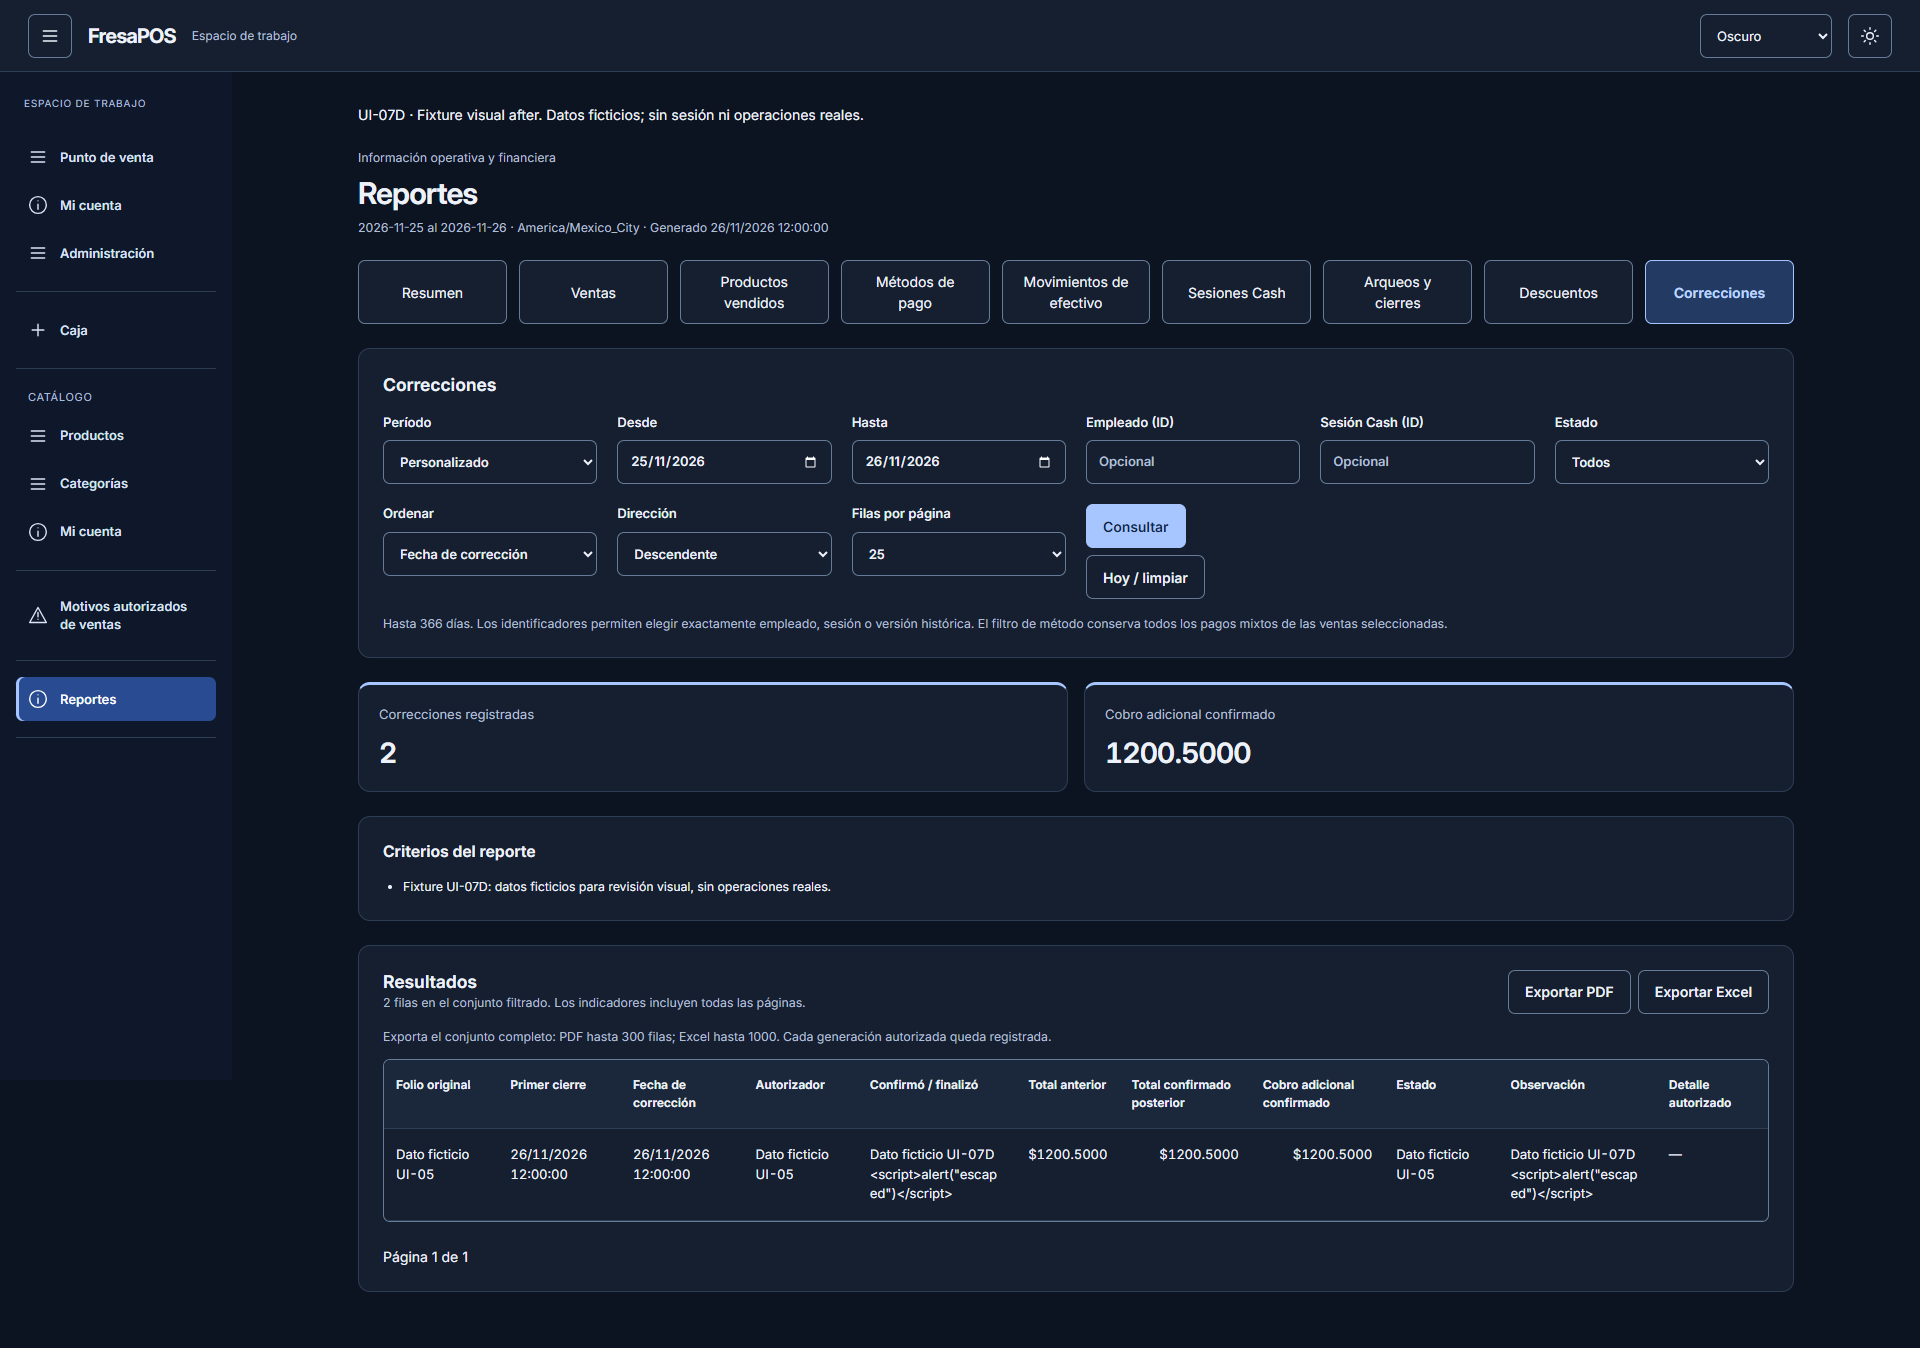 FresaPOS
Espacio de trabajo
Oscuro
ESPACIO DE TRABAJO
Punto de venta
Mi cuenta
Administración
Caja
CATÁLOGO
Productos
Categorías
Mi cuenta
Motivos autorizados
de ventas
Reportes
UI-07D · Fixture visual after. Datos ficticios; sin sesión ni operaciones reales.
Información operativa y financiera
Reportes
2026-11-25 al 2026-11-26 · America/Mexico_City · Generado 26/11/2026 12:00:00
Resumen
Ventas
Productos
vendidos
Métodos de
pago
Movimientos de
efectivo
Sesiones Cash
Arqueos y
cierres
Descuentos
Correcciones
Correcciones
Período
Desde
Hasta
Empleado (ID)
Sesión Cash (ID)
Estado
Personalizado
25/11/2026
26/11/2026
Opcional
Opcional
Todos
Ordenar
Dirección
Filas por página
Fecha de corrección
Descendente
25
Consultar
Hoy / limpiar
Hasta 366 días. Los identificadores permiten elegir exactamente empleado, sesión o versión histórica. El filtro de método conserva todos los pagos mixtos de las ventas seleccionadas.
Correcciones registradas
2
Cobro adicional confirmado
1200.5000
Criterios del reporte
• Fixture UI-07D: datos ficticios para revisión visual, sin operaciones reales.
Resultados
2 filas en el conjunto filtrado. Los indicadores incluyen todas las páginas.
Exportar PDF
Exportar Excel
Exporta el conjunto completo: PDF hasta 300 filas; Excel hasta 1000. Cada generación autorizada queda registrada.
Folio original
Primer cierre
Fecha de
corrección
Autorizador
Confirmó / finalizó
Total anterior
Total confirmado
posterior
Cobro adicional
confirmado
Estado
Observación
Detalle
autorizado
Dato ficticio
UI-05
26/11/2026
12:00:00
26/11/2026
12:00:00
Dato ficticio
UI-05
Dato ficticio UI-07D
<script>alert("escap
ed")</script>
$1200.5000
$1200.5000
$1200.5000
Dato ficticio
UI-05
Dato ficticio UI-07D
<script>alert("escap
ed")</script>
—
Página 1 de 1